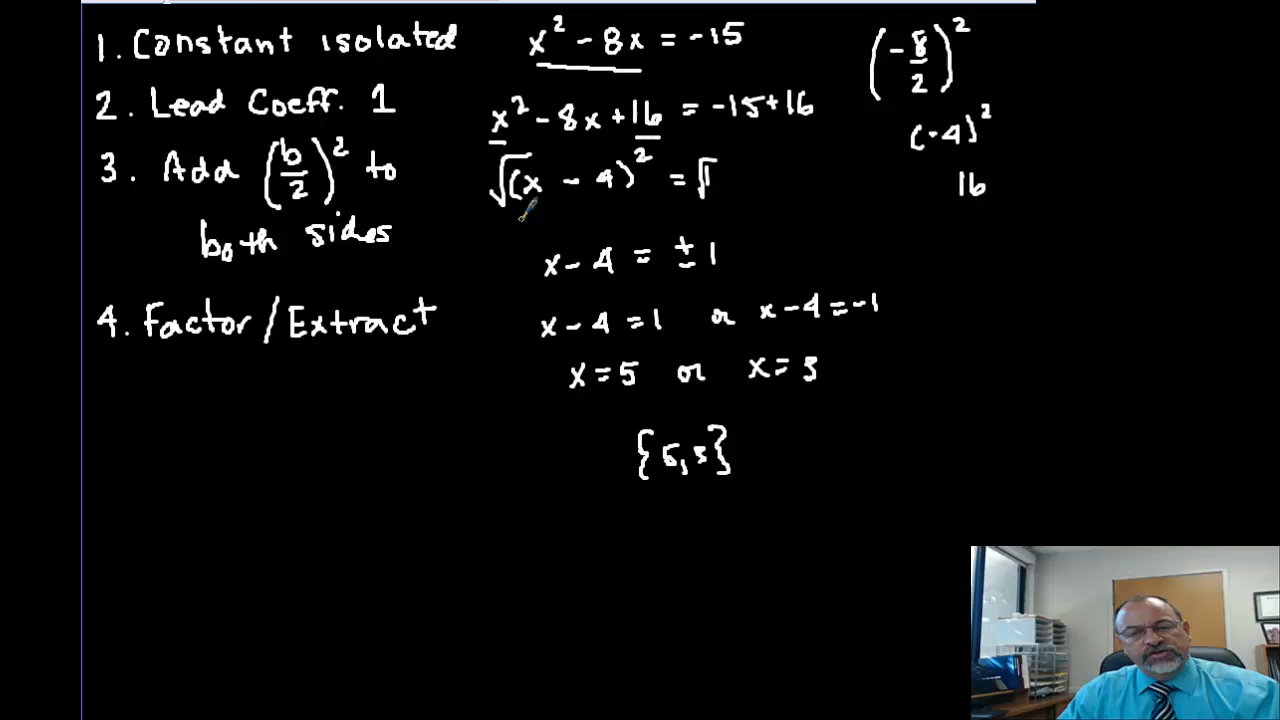 1. Constant isolated
2. Lead Coeff. 1
3. Add (b/2)² to
both sides
4. Factor/Extract
x² - 8x = -15
x² - 8x + 16 = -15 + 16
√(x - 4)² = √1
x - 4 = ± 1
x - 4 = 1 or x - 4 = -1
x = 5 or x = 3
{5, 3}
(-8/2)²
(-4)²
16